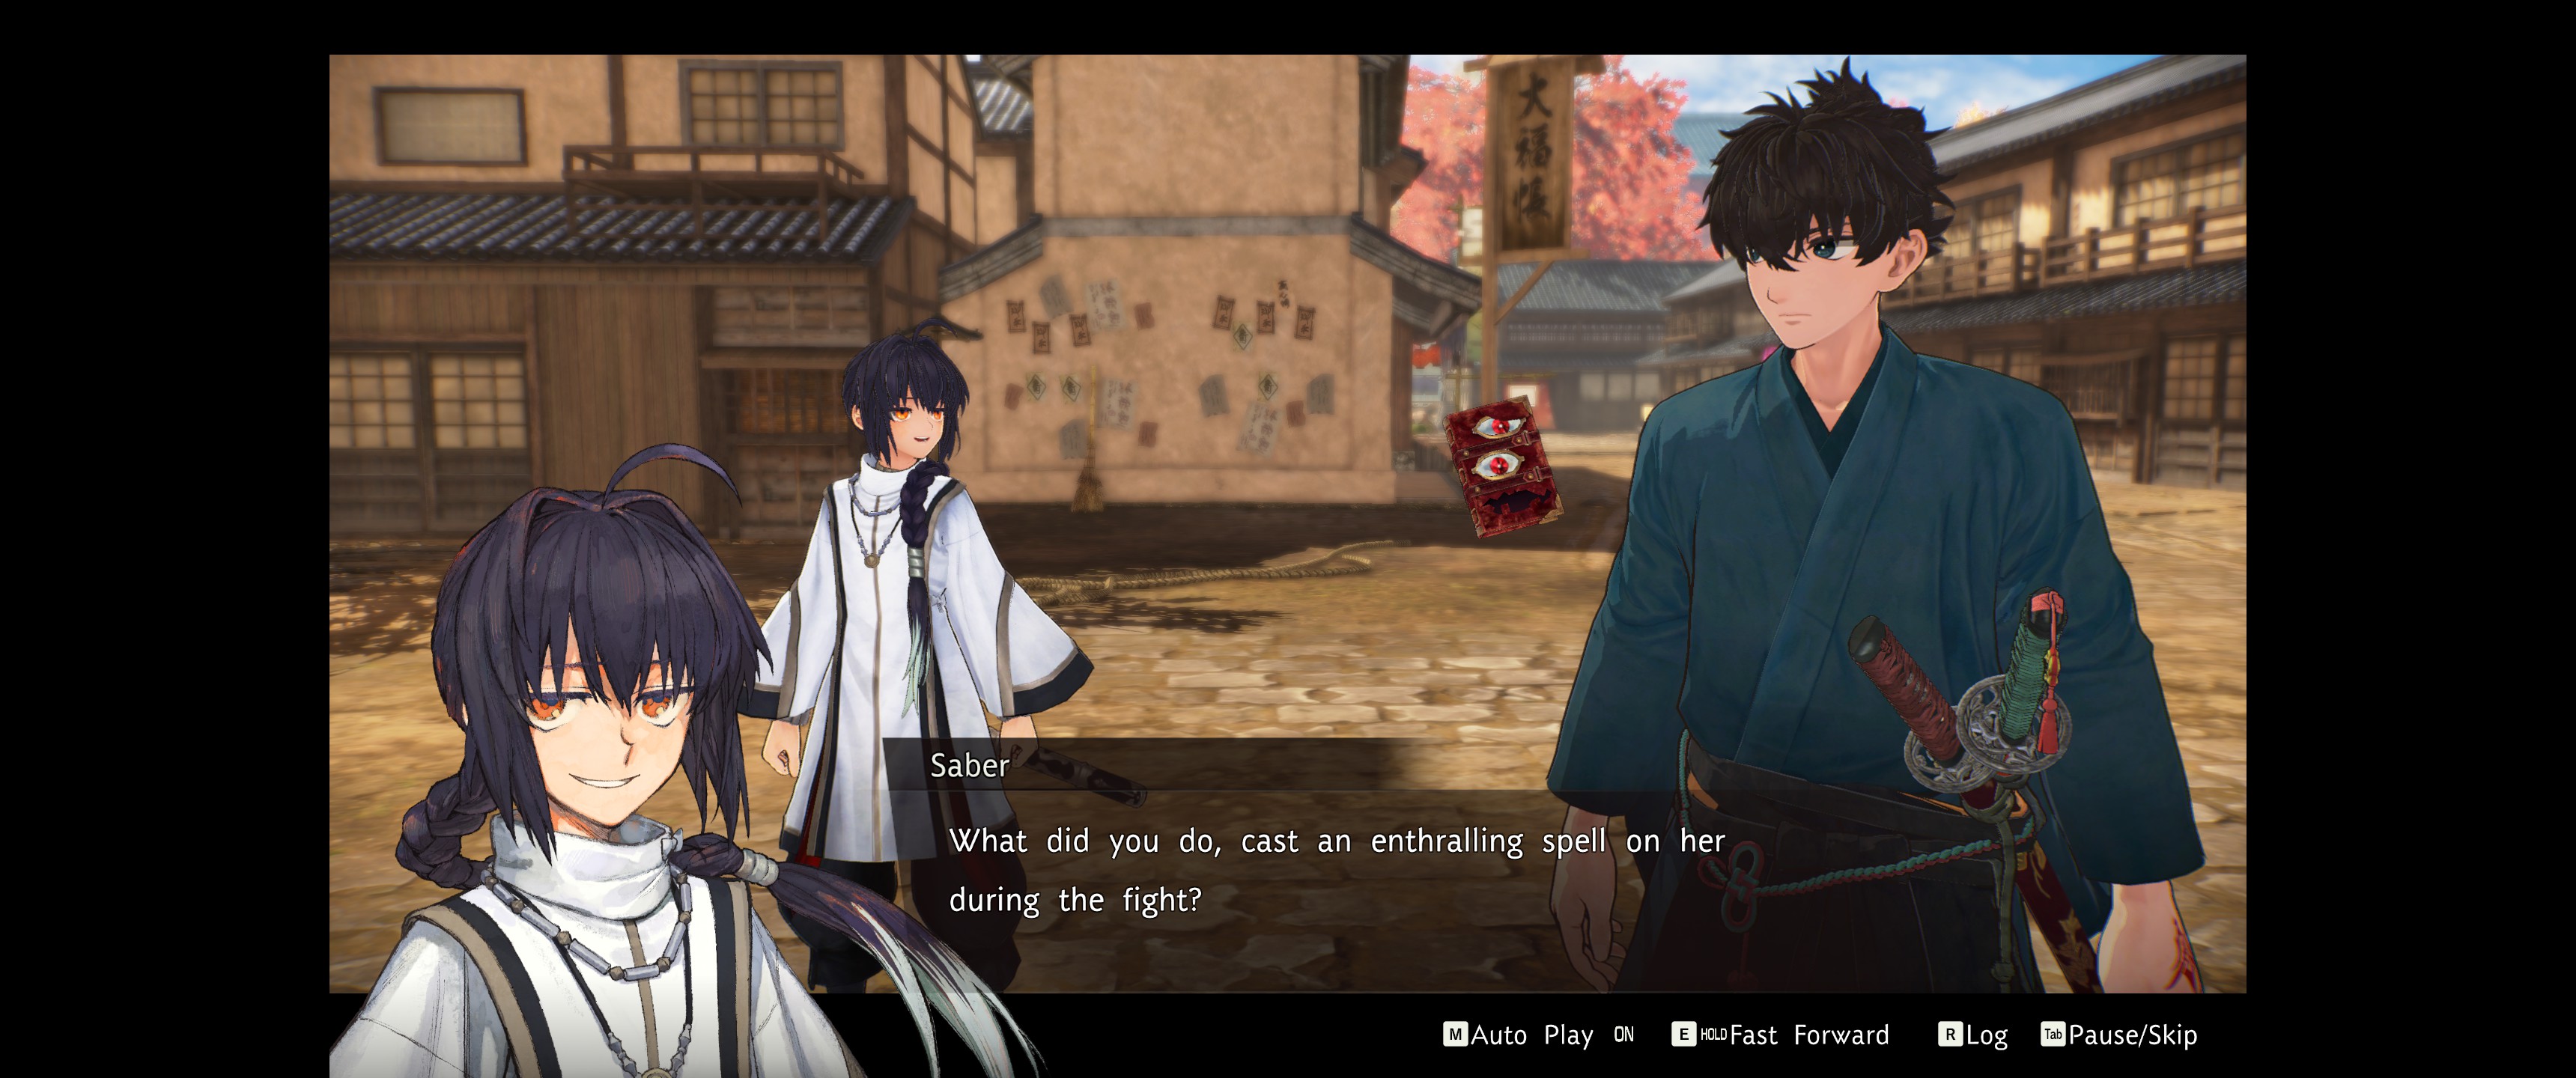 大福帳
Saber
What did you do, cast an enthralling spell on her
during the fight?
M Auto Play ON E HOLD Fast Forward R Log Tab Pause/Skip